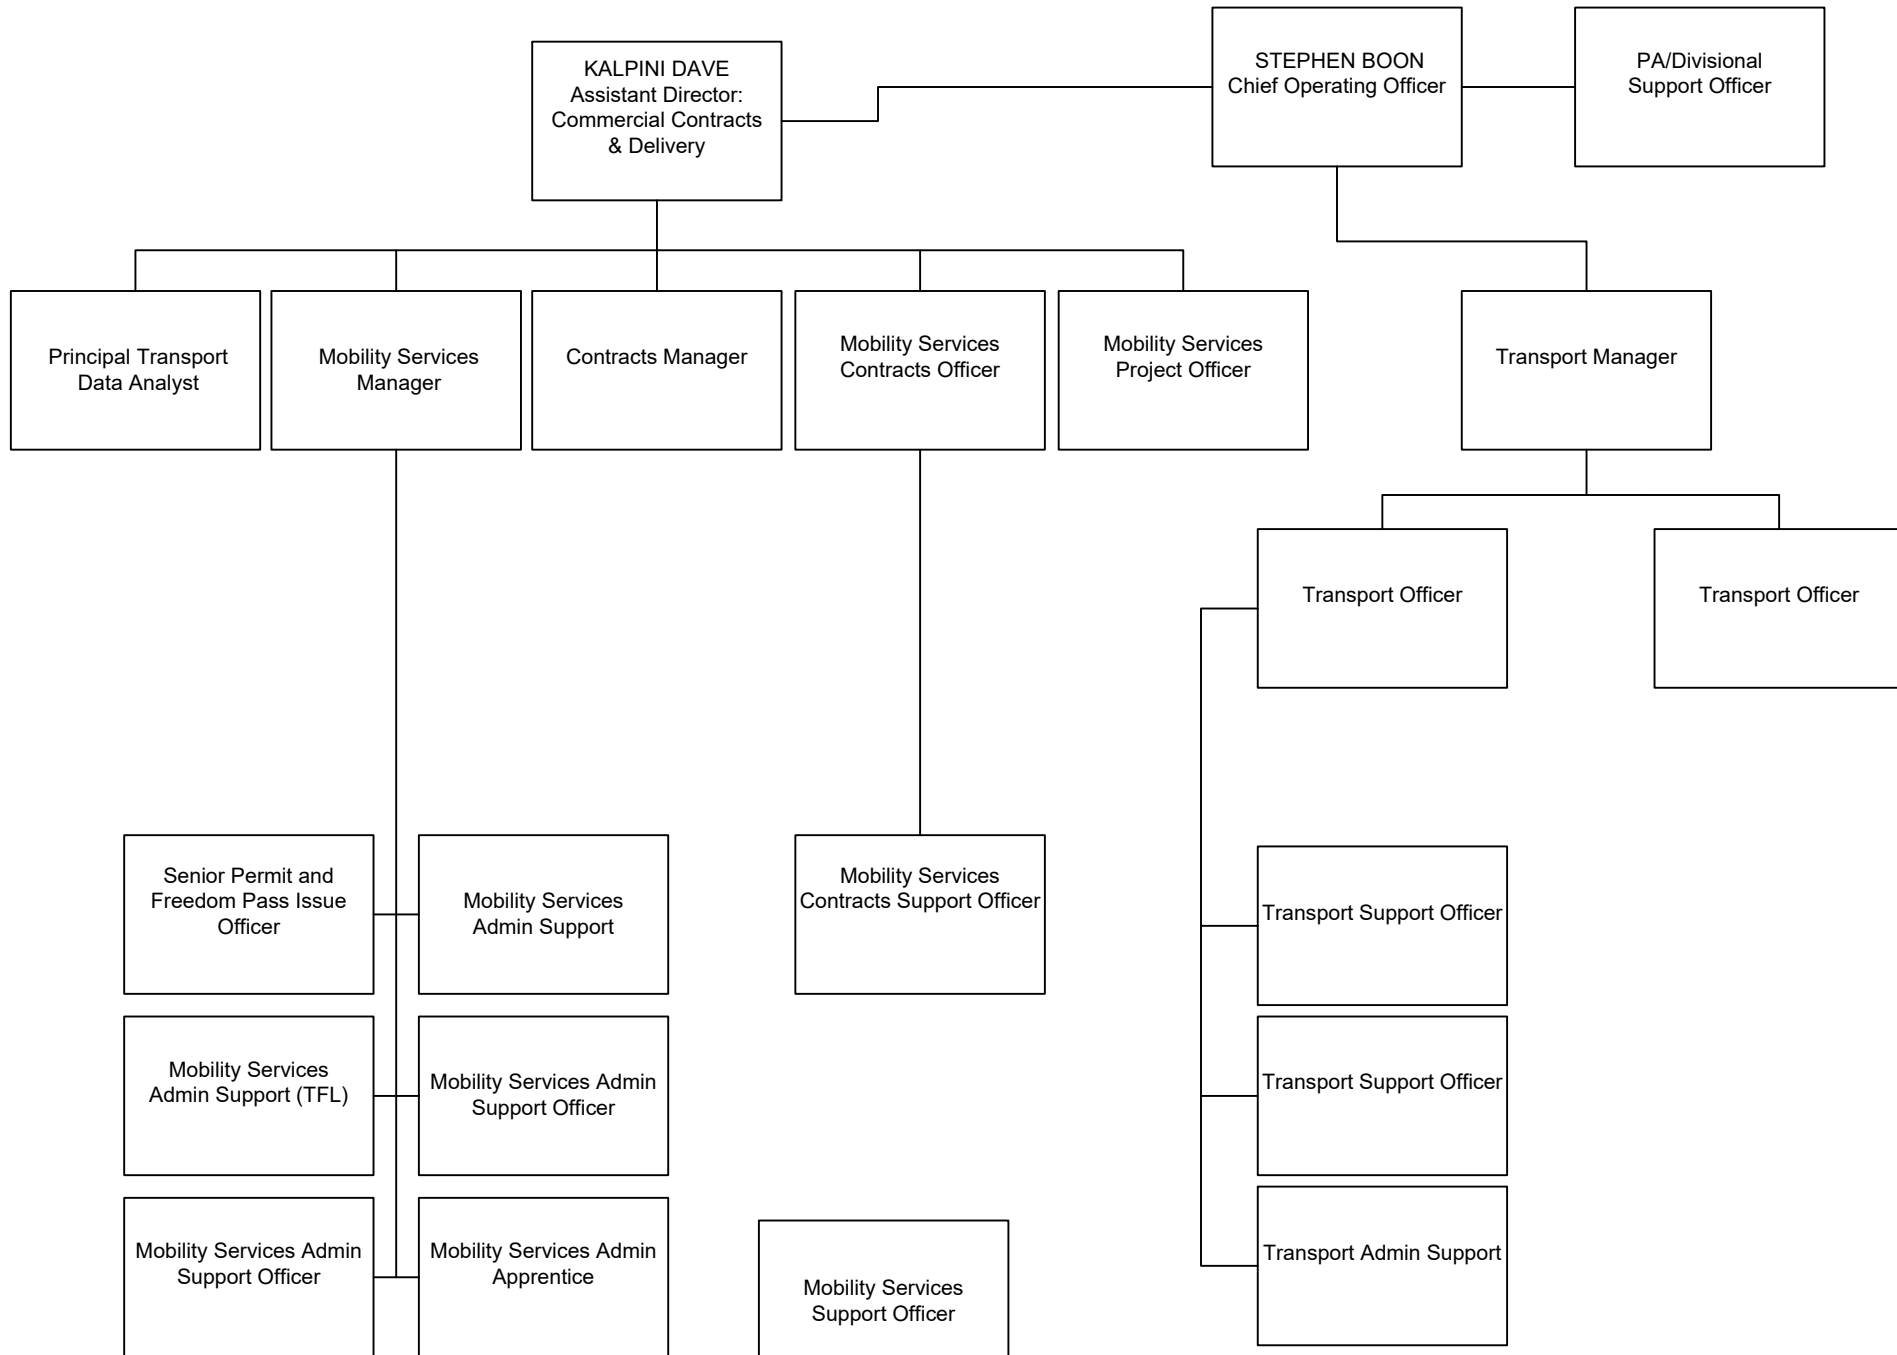 KALPINI DAVE
Assistant Director:
Commercial Contracts
& Delivery
STEPHEN BOON
Chief Operating Officer
PA/Divisional
Support Officer
Principal Transport
Data Analyst
Mobility Services
Manager
Contracts Manager
Mobility Services
Contracts Officer
Mobility Services
Project Officer
Transport Manager
Transport Officer
Transport Officer
Senior Permit and
Freedom Pass Issue
Officer
Mobility Services
Admin Support
Mobility Services
Contracts Support Officer
Transport Support Officer
Mobility Services
Admin Support (TFL)
Mobility Services Admin
Support Officer
Transport Support Officer
Mobility Services Admin
Support Officer
Mobility Services Admin
Apprentice
Mobility Services
Support Officer
Transport Admin Support